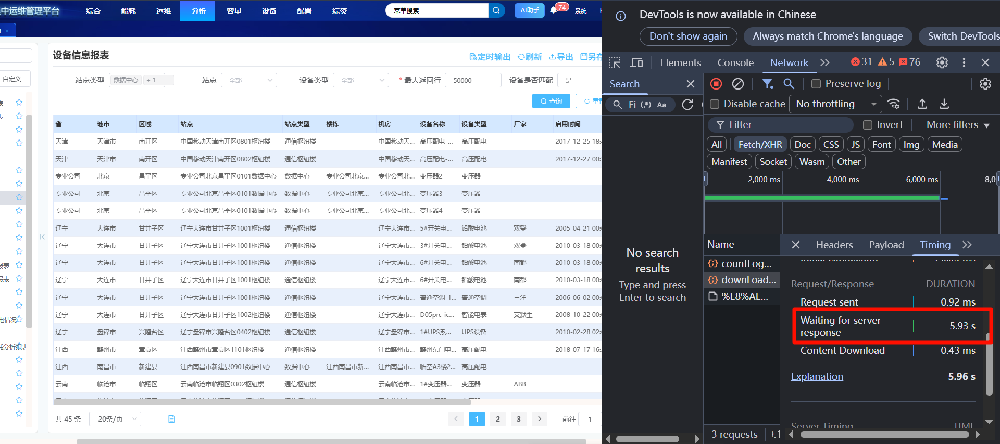 中运维管理平台
综合
能耗
运维
分析
容量
设备
配置
综资
菜单搜索
AI助手
74
系统
自定义
设备信息报表
定时输出
刷新
导出
另存
站点类型
数据中心
+ 1
站点
全部
设备类型
全部
* 最大返回行
50000
设备是否匹配
是
查询
重置
省 地市 区域 站点 站点类型 楼栋 机房 设备名称 设备类型 厂家 启用时间
天津 天津市 南开区 中国移动天津南开区0801枢纽楼 通信枢纽楼 中国移动天... 高压配电-... 高压配电 2017-12-25 18:
天津 天津市 南开区 中国移动天津南开区0802枢纽楼 通信枢纽楼 中国移动天... 高压配电-... 高压配电 2017-12-27 00:
专业公司 北京 昌平区 专业公司北京昌平区0101数据中心 数据中心 专业公司北京... 专业公司北... 变压器2 变压器
专业公司 北京 昌平区 专业公司北京昌平区0101数据中心 数据中心 专业公司北京... 专业公司北... 变压器3 变压器
专业公司 北京 昌平区 专业公司北京昌平区0101数据中心 数据中心 专业公司北京... 专业公司北... 变压器4 变压器
辽宁 大连市 甘井子区 辽宁大连市甘井子区1001枢纽楼 通信枢纽楼 辽宁大连市... 5#开关电... 铅酸电池 双登 2005-04-21 00:
辽宁 大连市 甘井子区 辽宁大连市甘井子区1001枢纽楼 通信枢纽楼 辽宁大连市... 3#开关电... 铅酸电池 双登 2010-03-18 00:
辽宁 大连市 甘井子区 辽宁大连市甘井子区1001枢纽楼 通信枢纽楼 辽宁大连市... 6#开关电... 铅酸电池 南都 2010-03-18 00:
辽宁 大连市 甘井子区 辽宁大连市甘井子区1001枢纽楼 通信枢纽楼 辽宁大连市... 6#开关电... 铅酸电池 南都 2010-03-18 00:
辽宁 大连市 甘井子区 辽宁大连市甘井子区1001枢纽楼 通信枢纽楼 辽宁大连市... 普通空调-1... 普通空调 三洋 2006-06-02 00:
辽宁 大连市 甘井子区 辽宁大连市甘井子区1002枢纽楼 通信枢纽楼 辽宁大连市... D05prc-ic... 智能电表 艾默生 2008-10-22 00:
辽宁 盘锦市 兴隆台区 辽宁盘锦市兴隆台区0402枢纽楼 通信枢纽楼 辽宁盘锦市... 1#UPS系... UPS设备 2010-02-28 02:
江西 赣州市 章贡区 江西赣州市章贡区1101枢纽楼 通信枢纽楼 江西赣州市... 赣州东门电... 高压配电 2018-07-17 16:
江西 南昌市 新建县 江西南昌市新建县0901数据中心 数据中心 江西南昌市新... 江西南昌市... 临空A3楼2... 高压配电
云南 临沧市 临翔区 云南临沧市临翔区0302枢纽楼 通信枢纽楼 云南临沧市... 1#变压器... 变压器 ABB
表
表
报表
报表
电情况
耗分析报表
共 45 条
20条/页
1
2
3
前往
1
DevTools is now available in Chinese
Don't show again
Always match Chrome's language
Switch DevTools
Elements
Console
Network
31
5
76
Search
Preserve log
Fi
(.*)
Aa
Disable cache
No throttling
Filter
Invert
More filters
All
Fetch/XHR
Doc
CSS
JS
Font
Img
Media
Manifest
Socket
Wasm
Other
2,000 ms
4,000 ms
6,000 ms
8,0
No search
results
Type and press
Enter to search
Name
countLog...
downLoad...
%E8%AE...
Headers
Payload
Timing
Request/Response
DURATION
Request sent
0.92 ms
Waiting for server
response
5.93 s
Content Download
0.43 ms
Explanation
5.96 s
Server Timing
TIME
3 requests